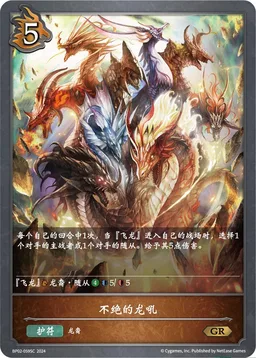 5
每个自己的回合中1次，当『飞龙』进入自己的战场时，选择1
个对手的主战者或1个对手的随从。给予其5点伤害。
『飞龙』龙裔·随从 4 5/5
不绝的龙吼
护符 龙裔 GR
BP02-050SC 2024 © Cygames, Inc. Published by NetEase Games